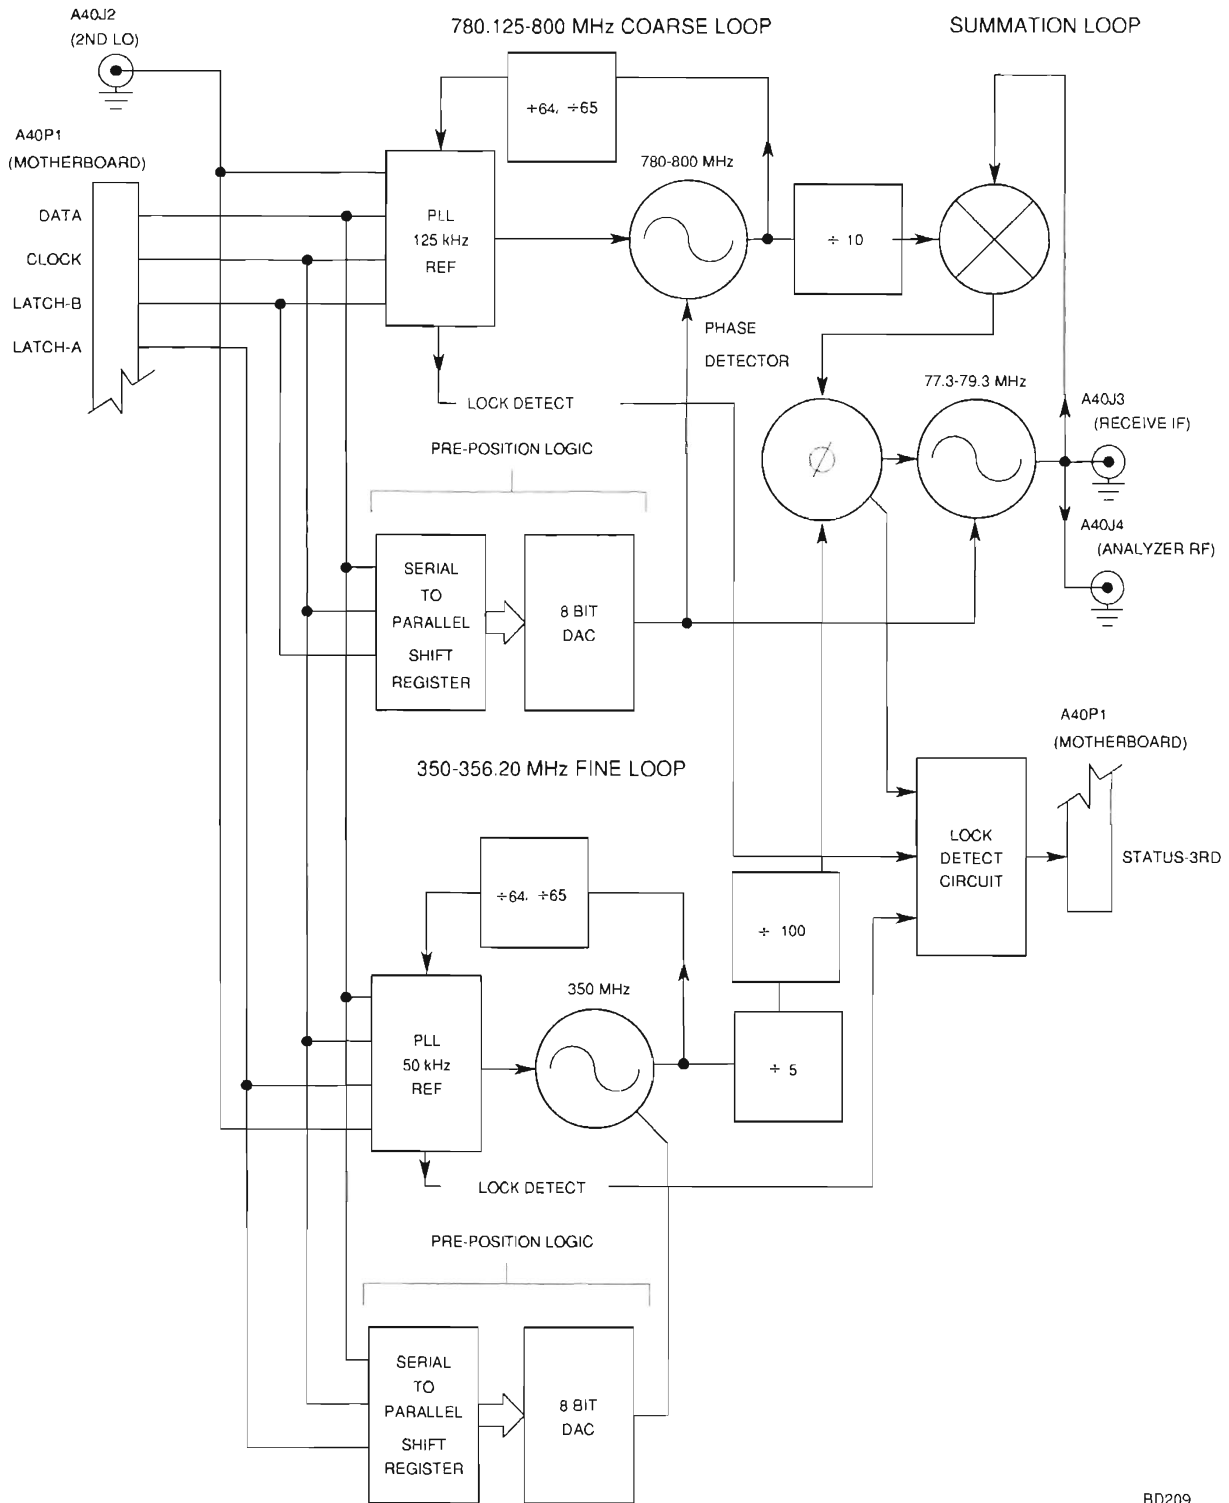 A40J2
(2ND LO)
780.125-800 MHz COARSE LOOP
SUMMATION LOOP
+64, ÷65
A40P1
(MOTHERBOARD)
DATA
CLOCK
LATCH-B
LATCH-A
PLL
125 kHz
REF
780-800 MHz
÷ 10
PHASE
DETECTOR
LOCK DETECT
77.3-79.3 MHz
A40J3
(RECEIVE IF)
PRE-POSITION LOGIC
Ø
A40J4
(ANALYZER RF)
SERIAL
TO
PARALLEL
SHIFT
REGISTER
8 BIT
DAC
A40P1
(MOTHERBOARD)
350-356.20 MHz FINE LOOP
LOCK
DETECT
CIRCUIT
STATUS-3RD
÷64, ÷65
÷ 100
350 MHz
PLL
50 kHz
REF
÷ 5
LOCK DETECT
PRE-POSITION LOGIC
SERIAL
TO
PARALLEL
SHIFT
REGISTER
8 BIT
DAC
BD209